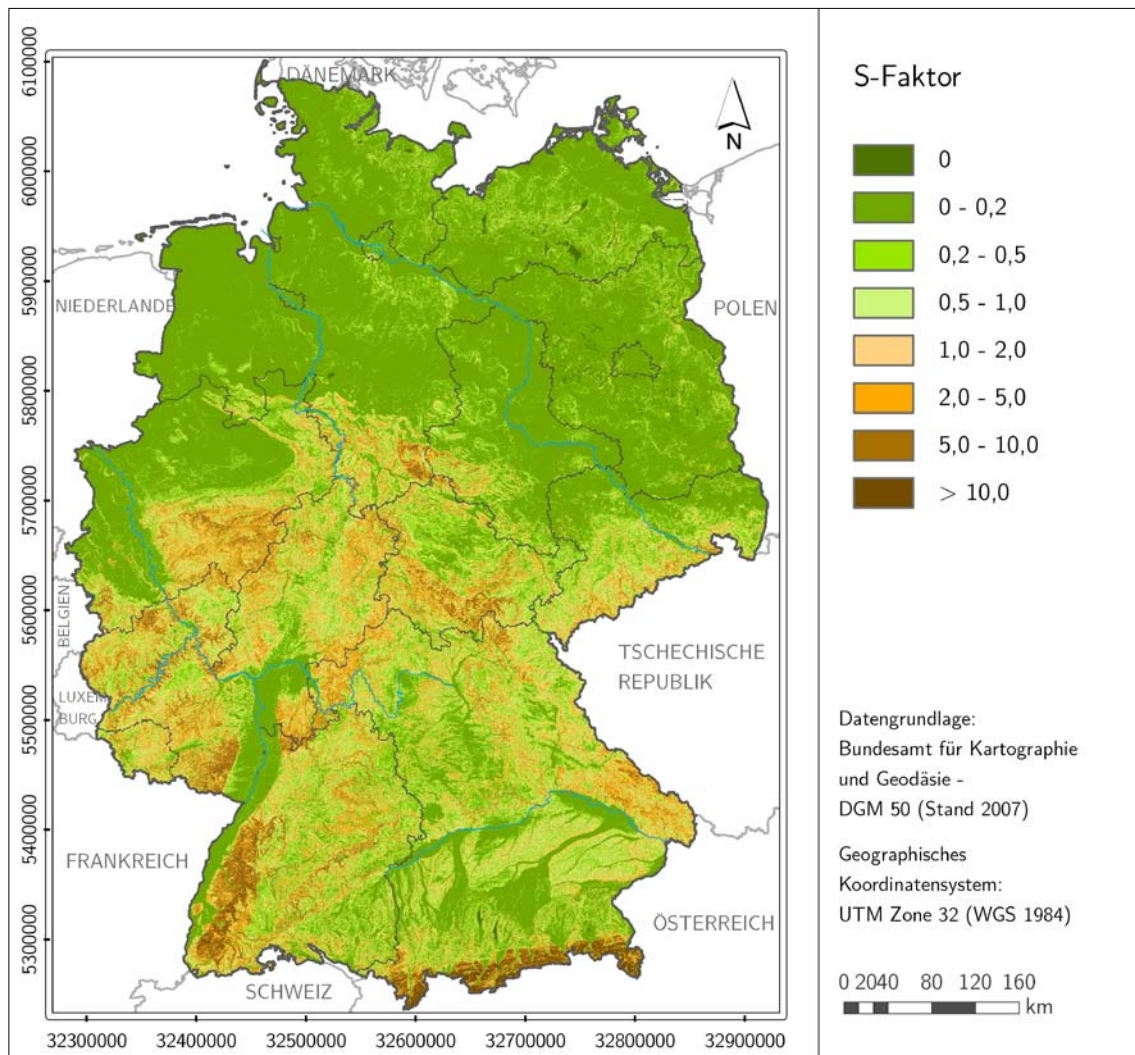 S-Faktor
0
0 - 0,2
0,2 - 0,5
0,5 - 1,0
1,0 - 2,0
2,0 - 5,0
5,0 - 10,0
> 10,0
Datengrundlage:
Bundesamt für Kartographie
und Geodäsie -
DGM 50 (Stand 2007)
Geographisches
Koordinatensystem:
UTM Zone 32 (WGS 1984)
0 20 40 80 120 160
km
N
DÄNEMARK
NIEDERLANDE
POLEN
BELGIEN
LUXEM
BURG
TSCHECHISCHE
REPUBLIK
FRANKREICH
ÖSTERREICH
SCHWEIZ
6100000
6000000
5900000
5800000
5700000
5600000
5500000
5400000
5300000
32300000 32400000 32500000 32600000 32700000 32800000 32900000